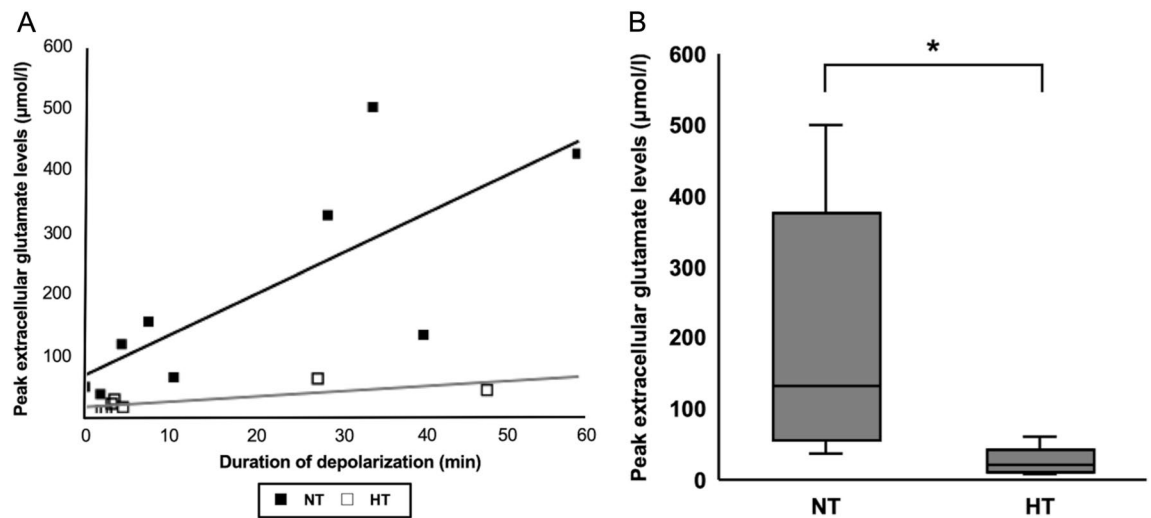 A
Peak extracellular glutamate levels (µmol/l)
600
500
400
300
200
100
0 10 20 30 40 50 60
Duration of depolarization (min)
NT HT
B
Peak extracellular glutamate levels (µmol/l)
600
500
400
300
200
100
0
*
NT HT